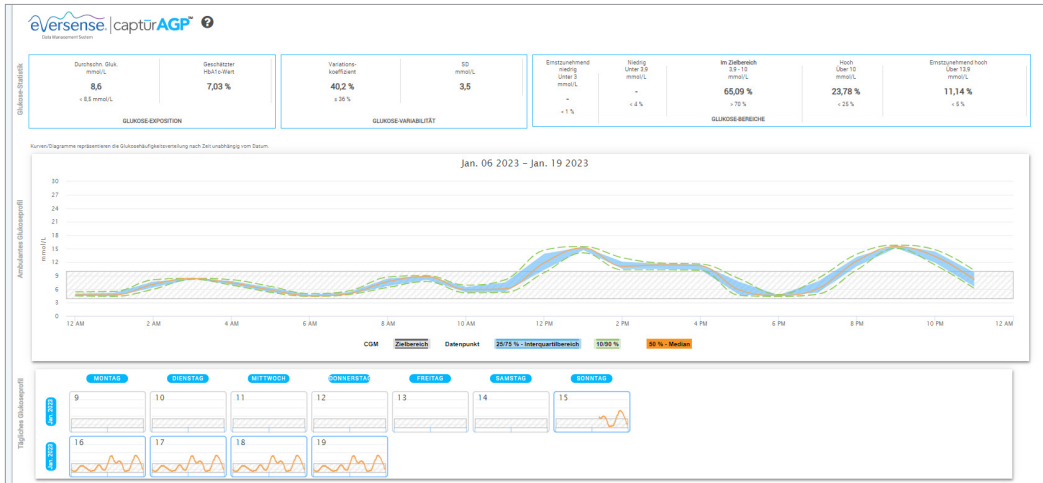 eversense. | captürAGP™ ?
Data Management System
Glukose-Statistik
Durchschn. Gluk.
mmol/L
8,6
< 8,5 mmol/L
Geschätzter
HbA1c-Wert
7,03 %
GLUKOSE-EXPOSITION
Variations-
koeffizient
40,2 %
≤ 36 %
SD
mmol/L
3,5
GLUKOSE-VARIABILITÄT
Ernstzunehmend
niedrig
Unter 3
mmol/L
-
< 1 %
Niedrig
Unter 3,9
mmol/L
-
< 4 %
Im Zielbereich
3,9 - 10
mmol/L
65,09 %
> 70 %
Hoch
Über 10
mmol/L
23,78 %
< 25 %
Ernstzunehmend hoch
Über 13,9
mmol/L
11,14 %
< 5 %
GLUKOSE-BEREICHE
Kurven/Diagramme repräsentieren die Glukosehäufigkeitsverteilung nach Zeit unabhängig vom Datum.
Ambulantes Glukoseprofil
Jan. 06 2023 – Jan. 19 2023
mmol/L
30
27
24
21
18
15
12
9
6
3
0
12 AM 2 AM 4 AM 6 AM 8 AM 10 AM 12 PM 2 PM 4 PM 6 PM 8 PM 10 PM 12 AM
CGM Zielbereich Datenpunkt 25/75 % - Interquartilbereich 10/90 % 50 % - Median
Tägliches Glukoseprofil
MONTAG DIENSTAG MITTWOCH DONNERSTAG FREITAG SAMSTAG SONNTAG
Jan. 2023
9 10 11 12 13 14 15
Jan. 2023
16 17 18 19